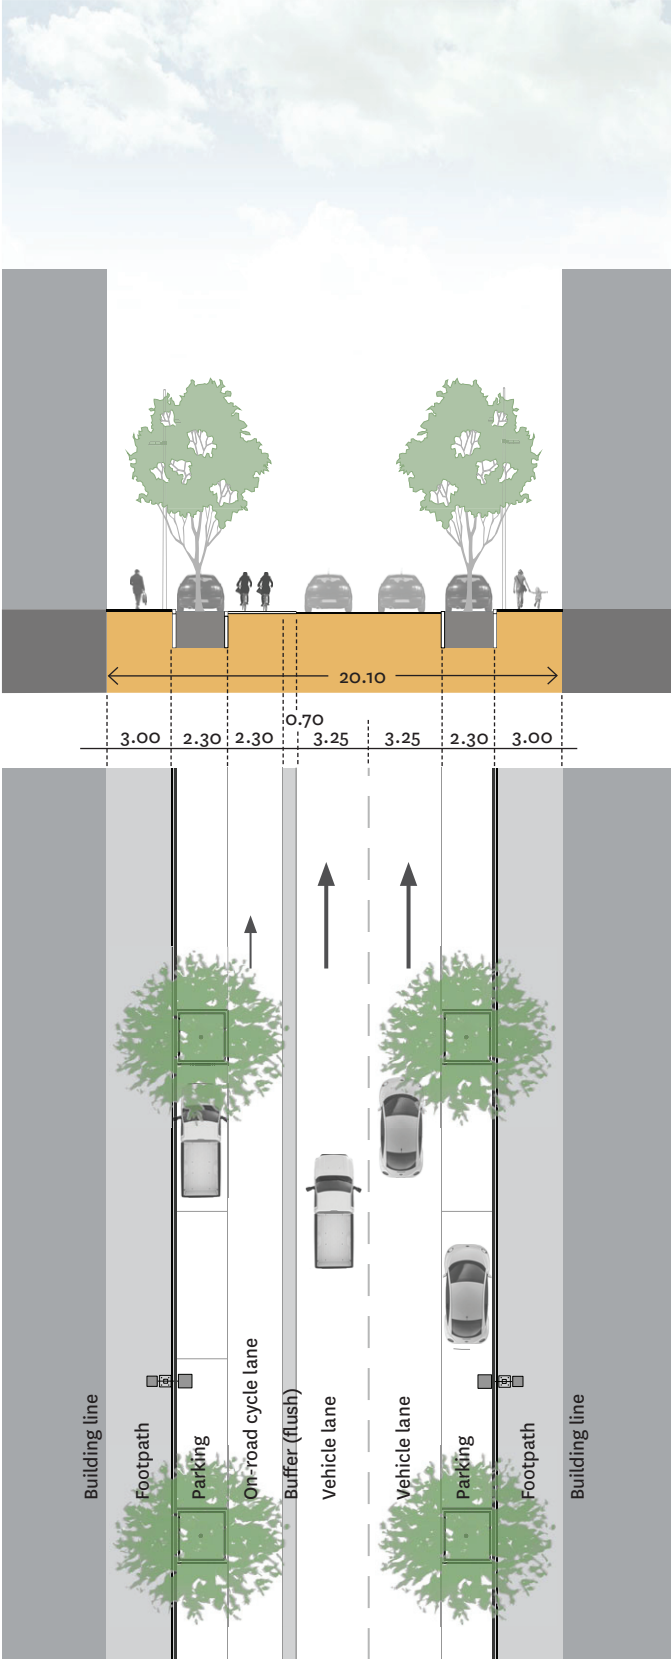 20.10
0.70
3.00 2.30 2.30 3.25 3.25 2.30 3.00
Building line
Footpath
Parking
On-road cycle lane
Buffer (flush)
Vehicle lane
Vehicle lane
Parking
Footpath
Building line